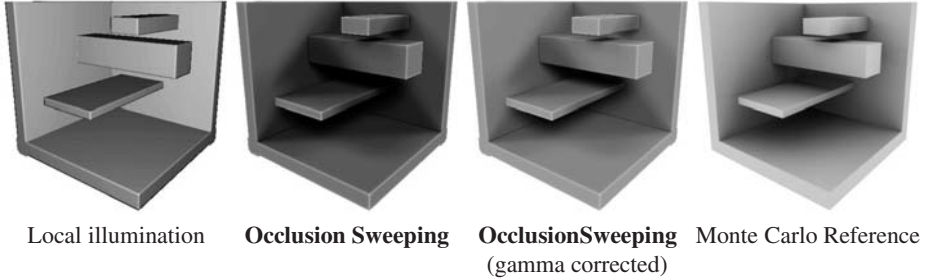 Local illumination
Occlusion Sweeping
OcclusionSweeping
(gamma corrected)
Monte Carlo Reference